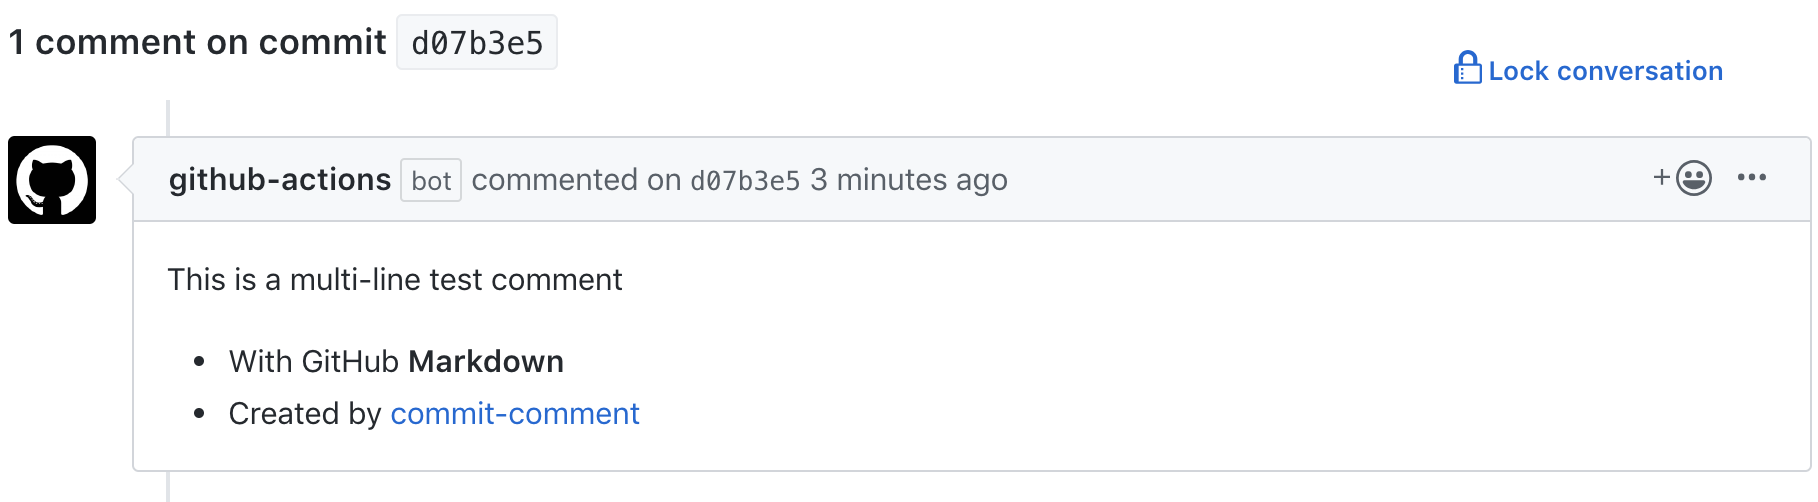 1 comment on commit d07b3e5
Lock conversation
github-actions bot commented on d07b3e5 3 minutes ago
This is a multi-line test comment
With GitHub Markdown
Created by commit-comment